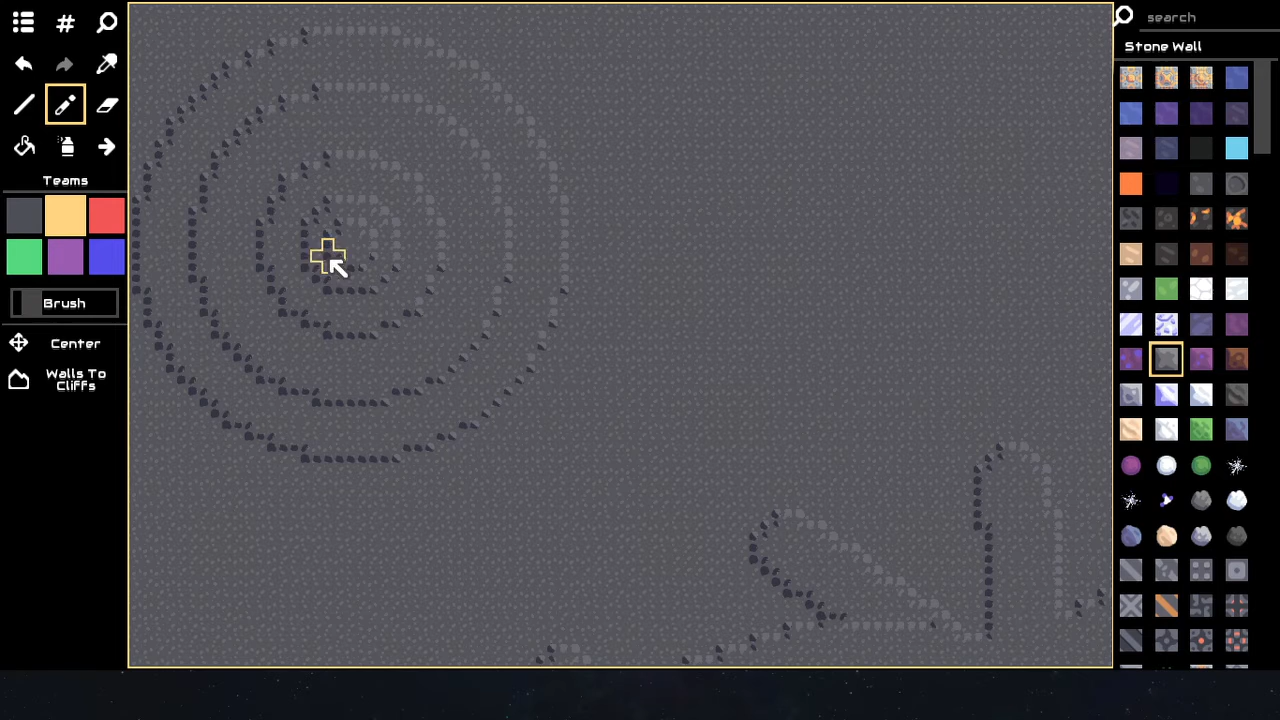 search
Stone Wall
Teams
Brush
Center
Walls To
Cliffs